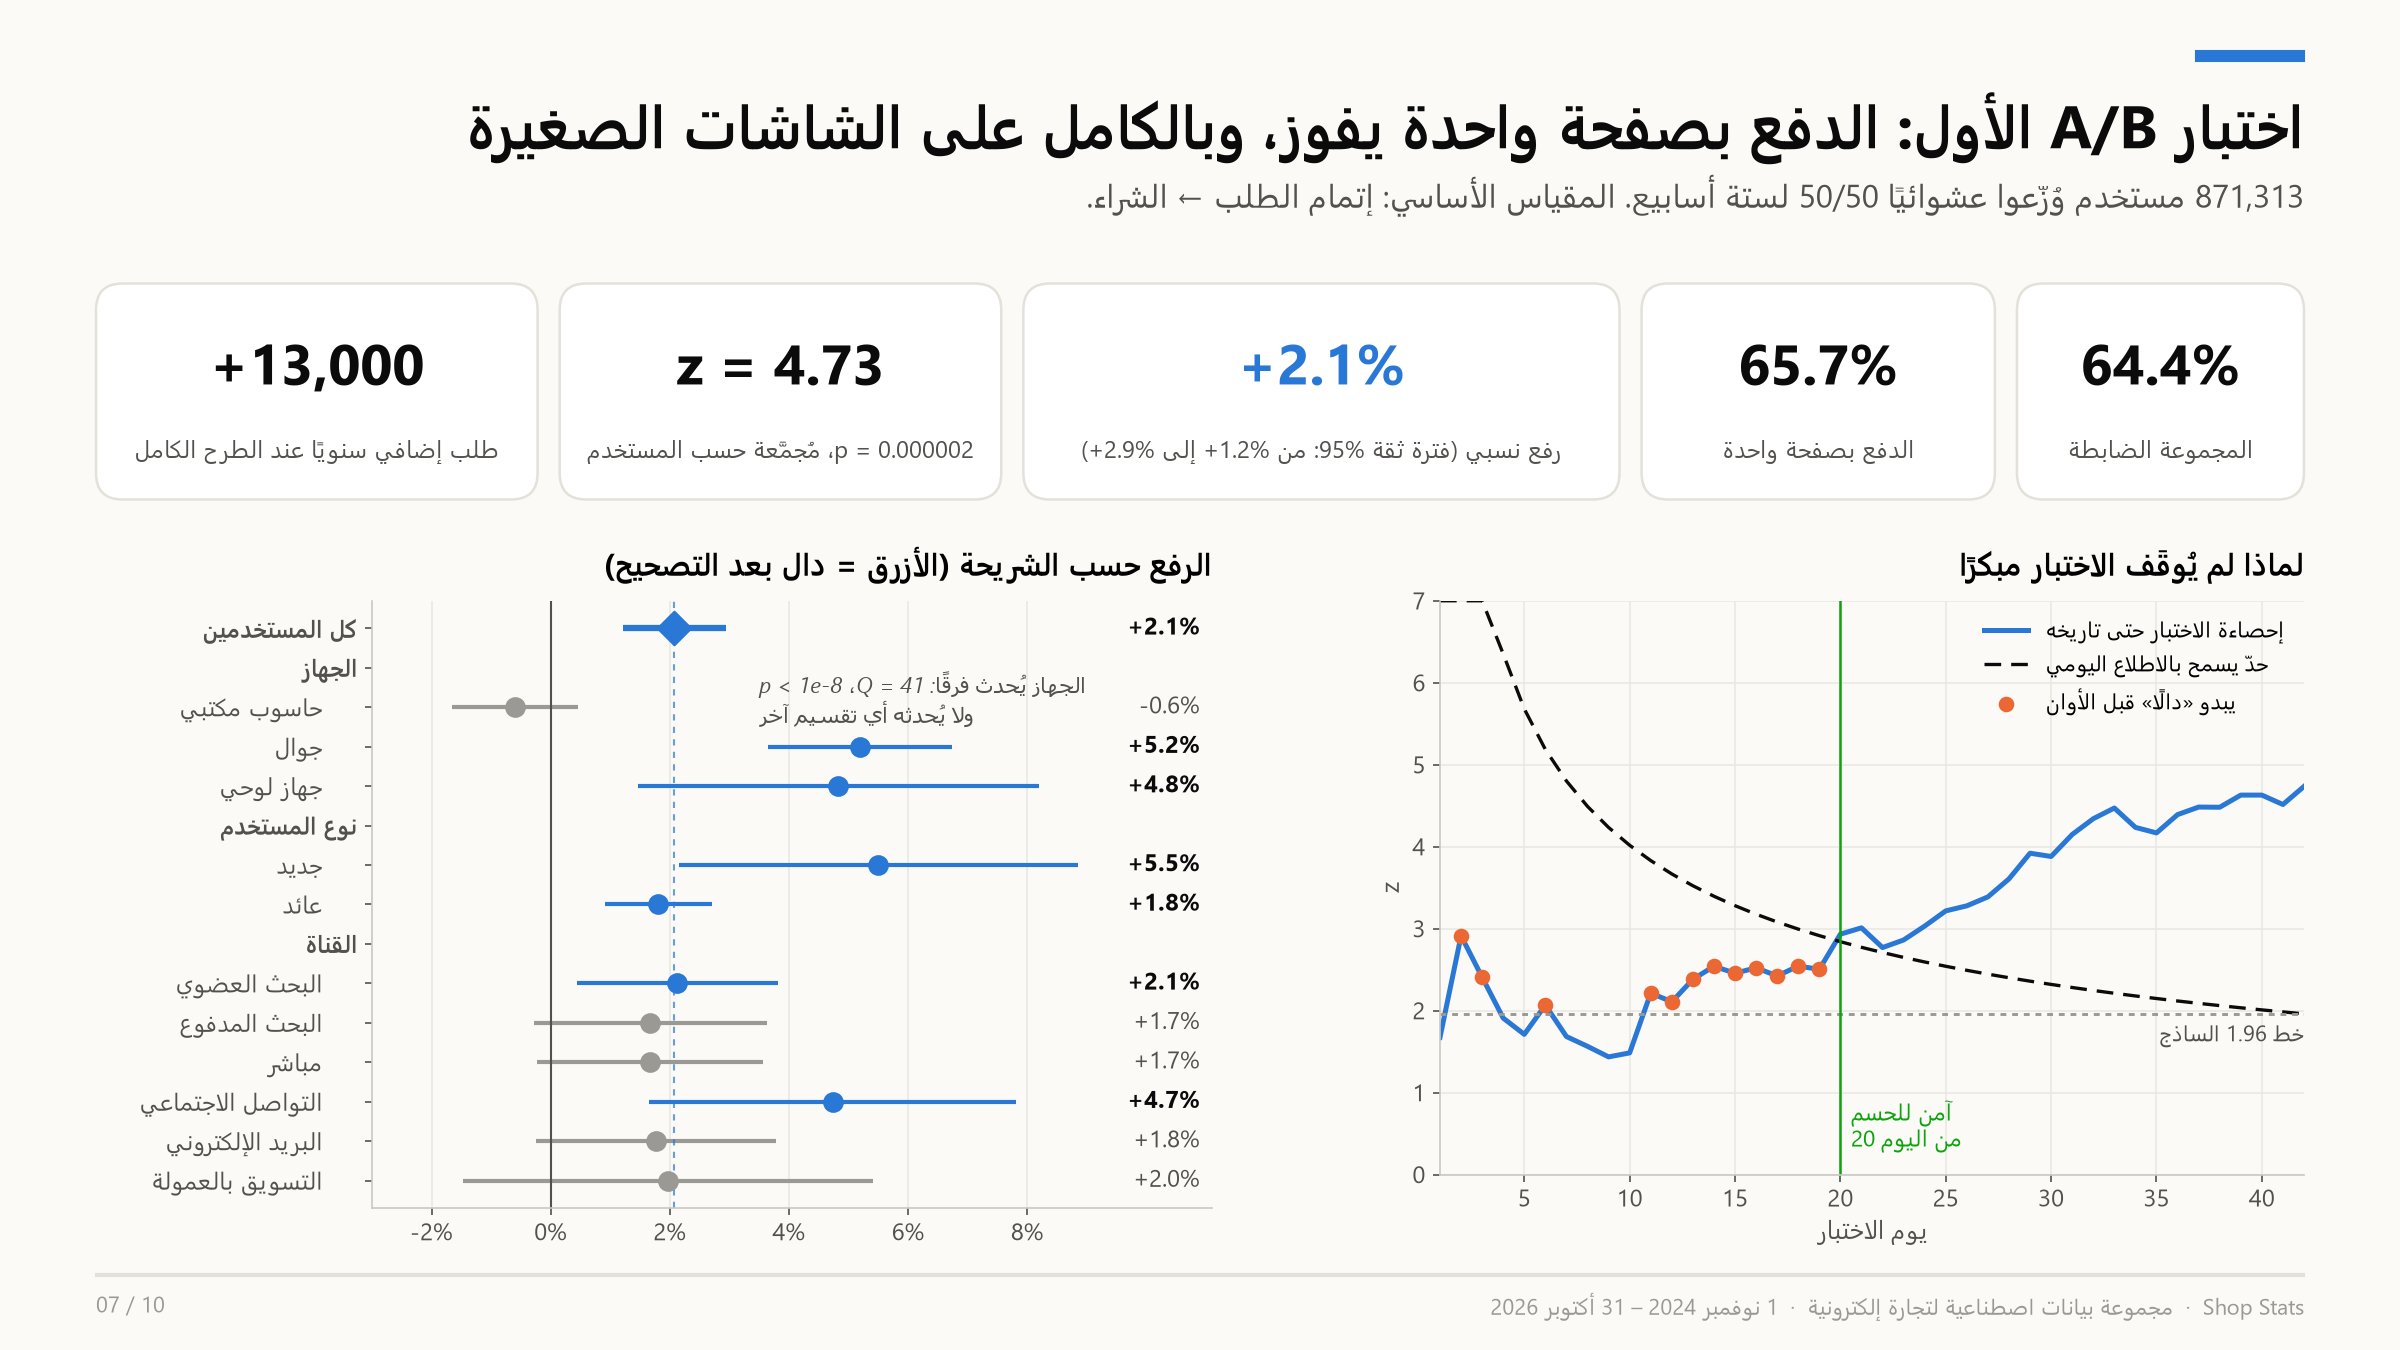 اختبار A/B الأول: الدفع بصفحة واحدة يفوز، وبالكامل على الشاشات الصغيرة
871,313 مستخدم وُزّعوا عشوائيًا 50/50 لستة أسابيع. المقياس الأساسي: إتمام الطلب ← الشراء.
64.4%
المجموعة الضابطة
65.7%
الدفع بصفحة واحدة
+2.1%
رفع نسبي (فترة ثقة 95%: من +1.2% إلى +2.9%)
z = 4.73
p = 0.000002، مُجمَّعة حسب المستخدم
+13,000
طلب إضافي سنويًا عند الطرح الكامل
لماذا لم يُوقَف الاختبار مبكرًا
إحصاءة الاختبار حتى تاريخه
حدّ يسمح بالاطلاع اليومي
يبدو «دالًا» قبل الأوان
7
6
5
4
3
2
1
0
z
خط 1.96 الساذج
آمن للحسم
من اليوم 20
5 10 15 20 25 30 35 40
يوم الاختبار
الرفع حسب الشريحة (الأزرق = دال بعد التصحيح)
كل المستخدمين +2.1%
الجهاز
الجهاز يُحدث فرقًا: Q = 41، p < 1e-8
ولا يُحدثه أي تقسيم آخر
حاسوب مكتبي -0.6%
جوال +5.2%
جهاز لوحي +4.8%
نوع المستخدم
جديد +5.5%
عائد +1.8%
القناة
البحث العضوي +2.1%
البحث المدفوع +1.7%
مباشر +1.7%
التواصل الاجتماعي +4.7%
البريد الإلكتروني +1.8%
التسويق بالعمولة +2.0%
-2% 0% 2% 4% 6% 8%
Shop Stats · مجموعة بيانات اصطناعية لتجارة إلكترونية · 1 نوفمبر 2024 – 31 أكتوبر 2026
07 / 10